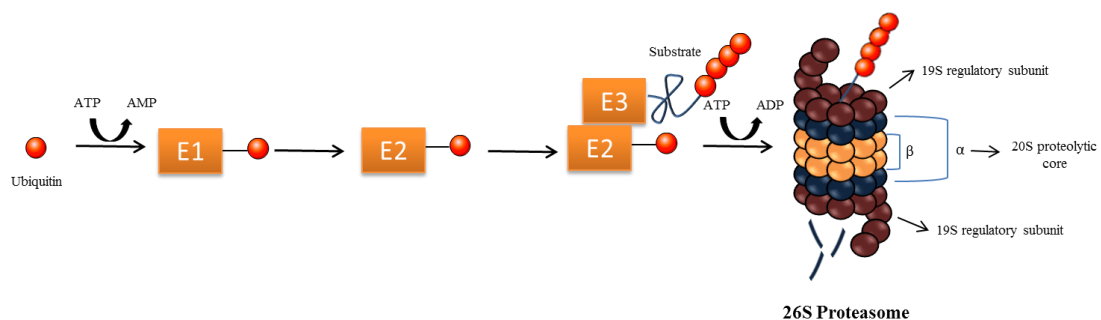 Ubiquitin
ATP
AMP
E1
E2
E3
E2
Substrate
ATP
ADP
19S regulatory subunit
β
α
20S proteolytic
core
19S regulatory subunit
26S Proteasome